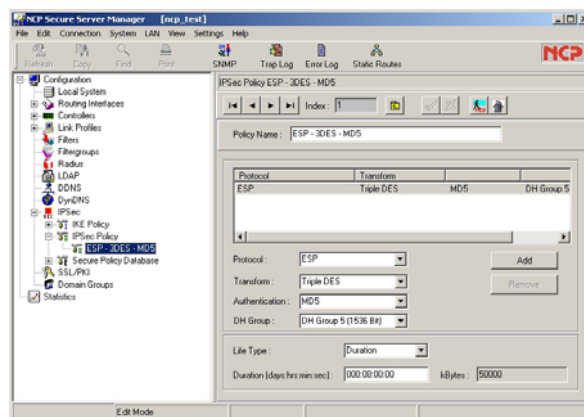 NCP Secure Server Manager [ncp_test]
File Edit Connection System LAN View Settings Help
Refresh Copy Find Print SNMP Trap Log Error Log Static Routes NCP
Configuration
Local System
Routing Interfaces
Controllers
Link Profiles
Filters
Filtergroups
Radius
LDAP
DDNS
DynDNS
IPSec
IKE Policy
IPSec Policy
ESP - 3DES - MD5
Secure Policy Database
SSL/PKI
Domain Groups
Statistics
IPSec Policy ESP - 3DES - MD5
Index : 1
Policy Name : ESP - 3DES - MD5
Protocol Transform
ESP Triple DES MD5 DH Group 5
Protocol : ESP Add
Transform : Triple DES Remove
Authentication : MD5
DH Group : DH Group 5 (1536 Bit)
Life Type : Duration
Duration (days:hrs:min:sec) : 000:08:00:00 kBytes : 50000
Edit Mode